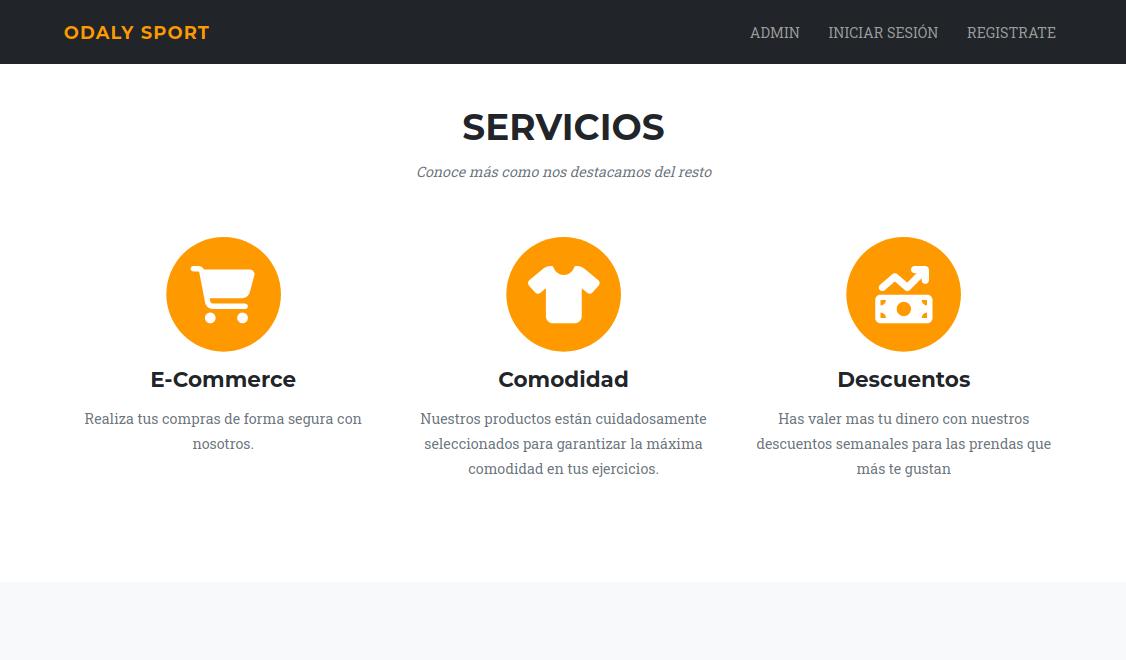 ODALY SPORT
ADMIN
INICIAR SESIÓN
REGISTRATE
SERVICIOS
Conoce más como nos destacamos del resto
E-Commerce
Realiza tus compras de forma segura con
nosotros.
Comodidad
Nuestros productos están cuidadosamente
seleccionados para garantizar la máxima
comodidad en tus ejercicios.
Descuentos
Has valer mas tu dinero con nuestros
descuentos semanales para las prendas que
más te gustan